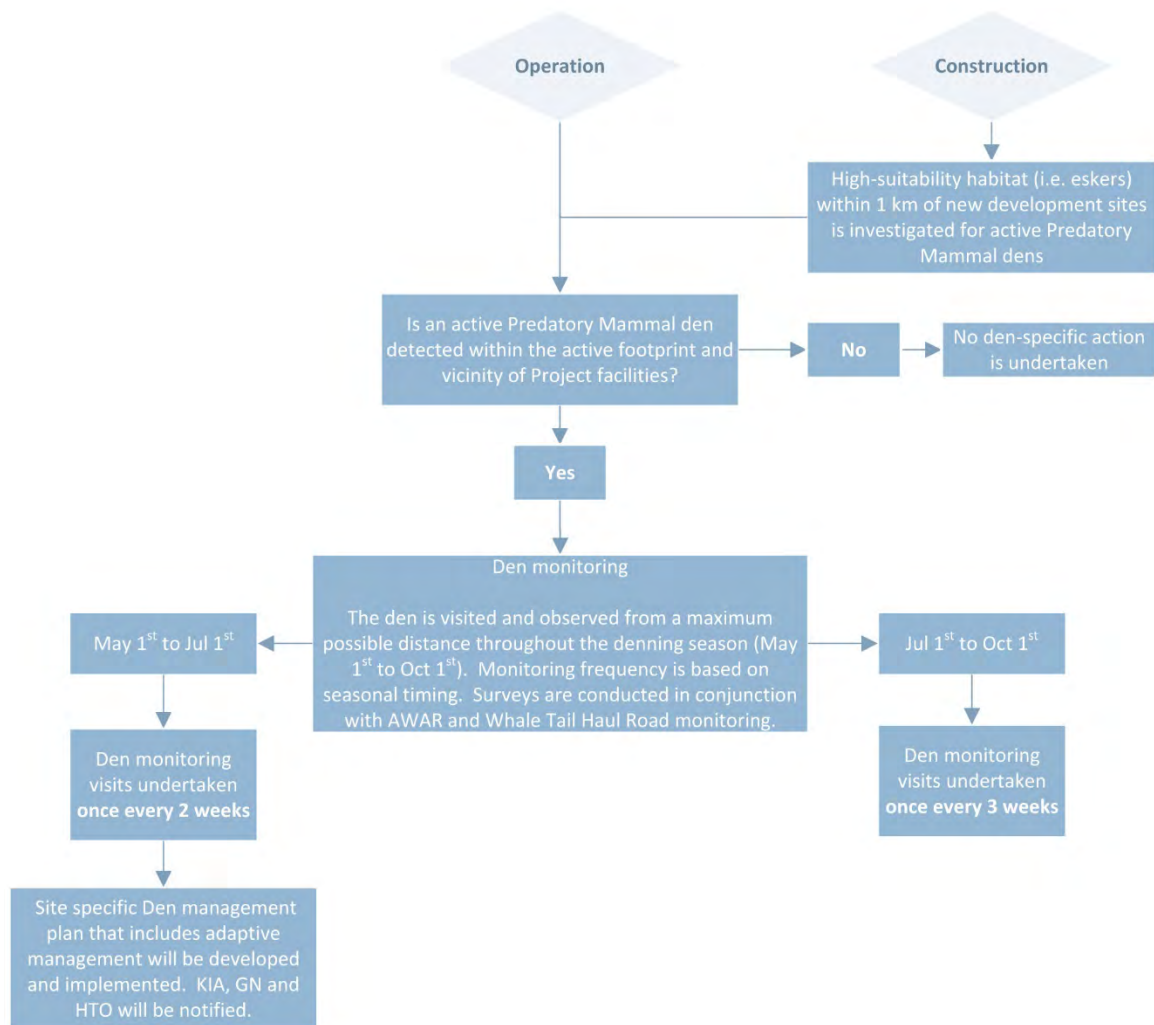 Operation
Construction
High-suitability habitat (i.e. eskers)
within 1 km of new development sites
is investigated for active Predatory
Mammal dens
Is an active Predatory Mammal den
detected within the active footprint and
vicinity of Project facilities?
No
No den-specific action
is undertaken
Yes
Den monitoring
The den is visited and observed from a maximum
possible distance throughout the denning season (May
1st to Oct 1st). Monitoring frequency is based on
seasonal timing. Surveys are conducted in conjunction
with AWAR and Whale Tail Haul Road monitoring.
May 1st to Jul 1st
Jul 1st to Oct 1st
Den monitoring
visits undertaken
once every 2 weeks
Den monitoring
visits undertaken
once every 3 weeks
Site specific Den management
plan that includes adaptive
management will be developed
and implemented. KIA, GN and
HTO will be notified.